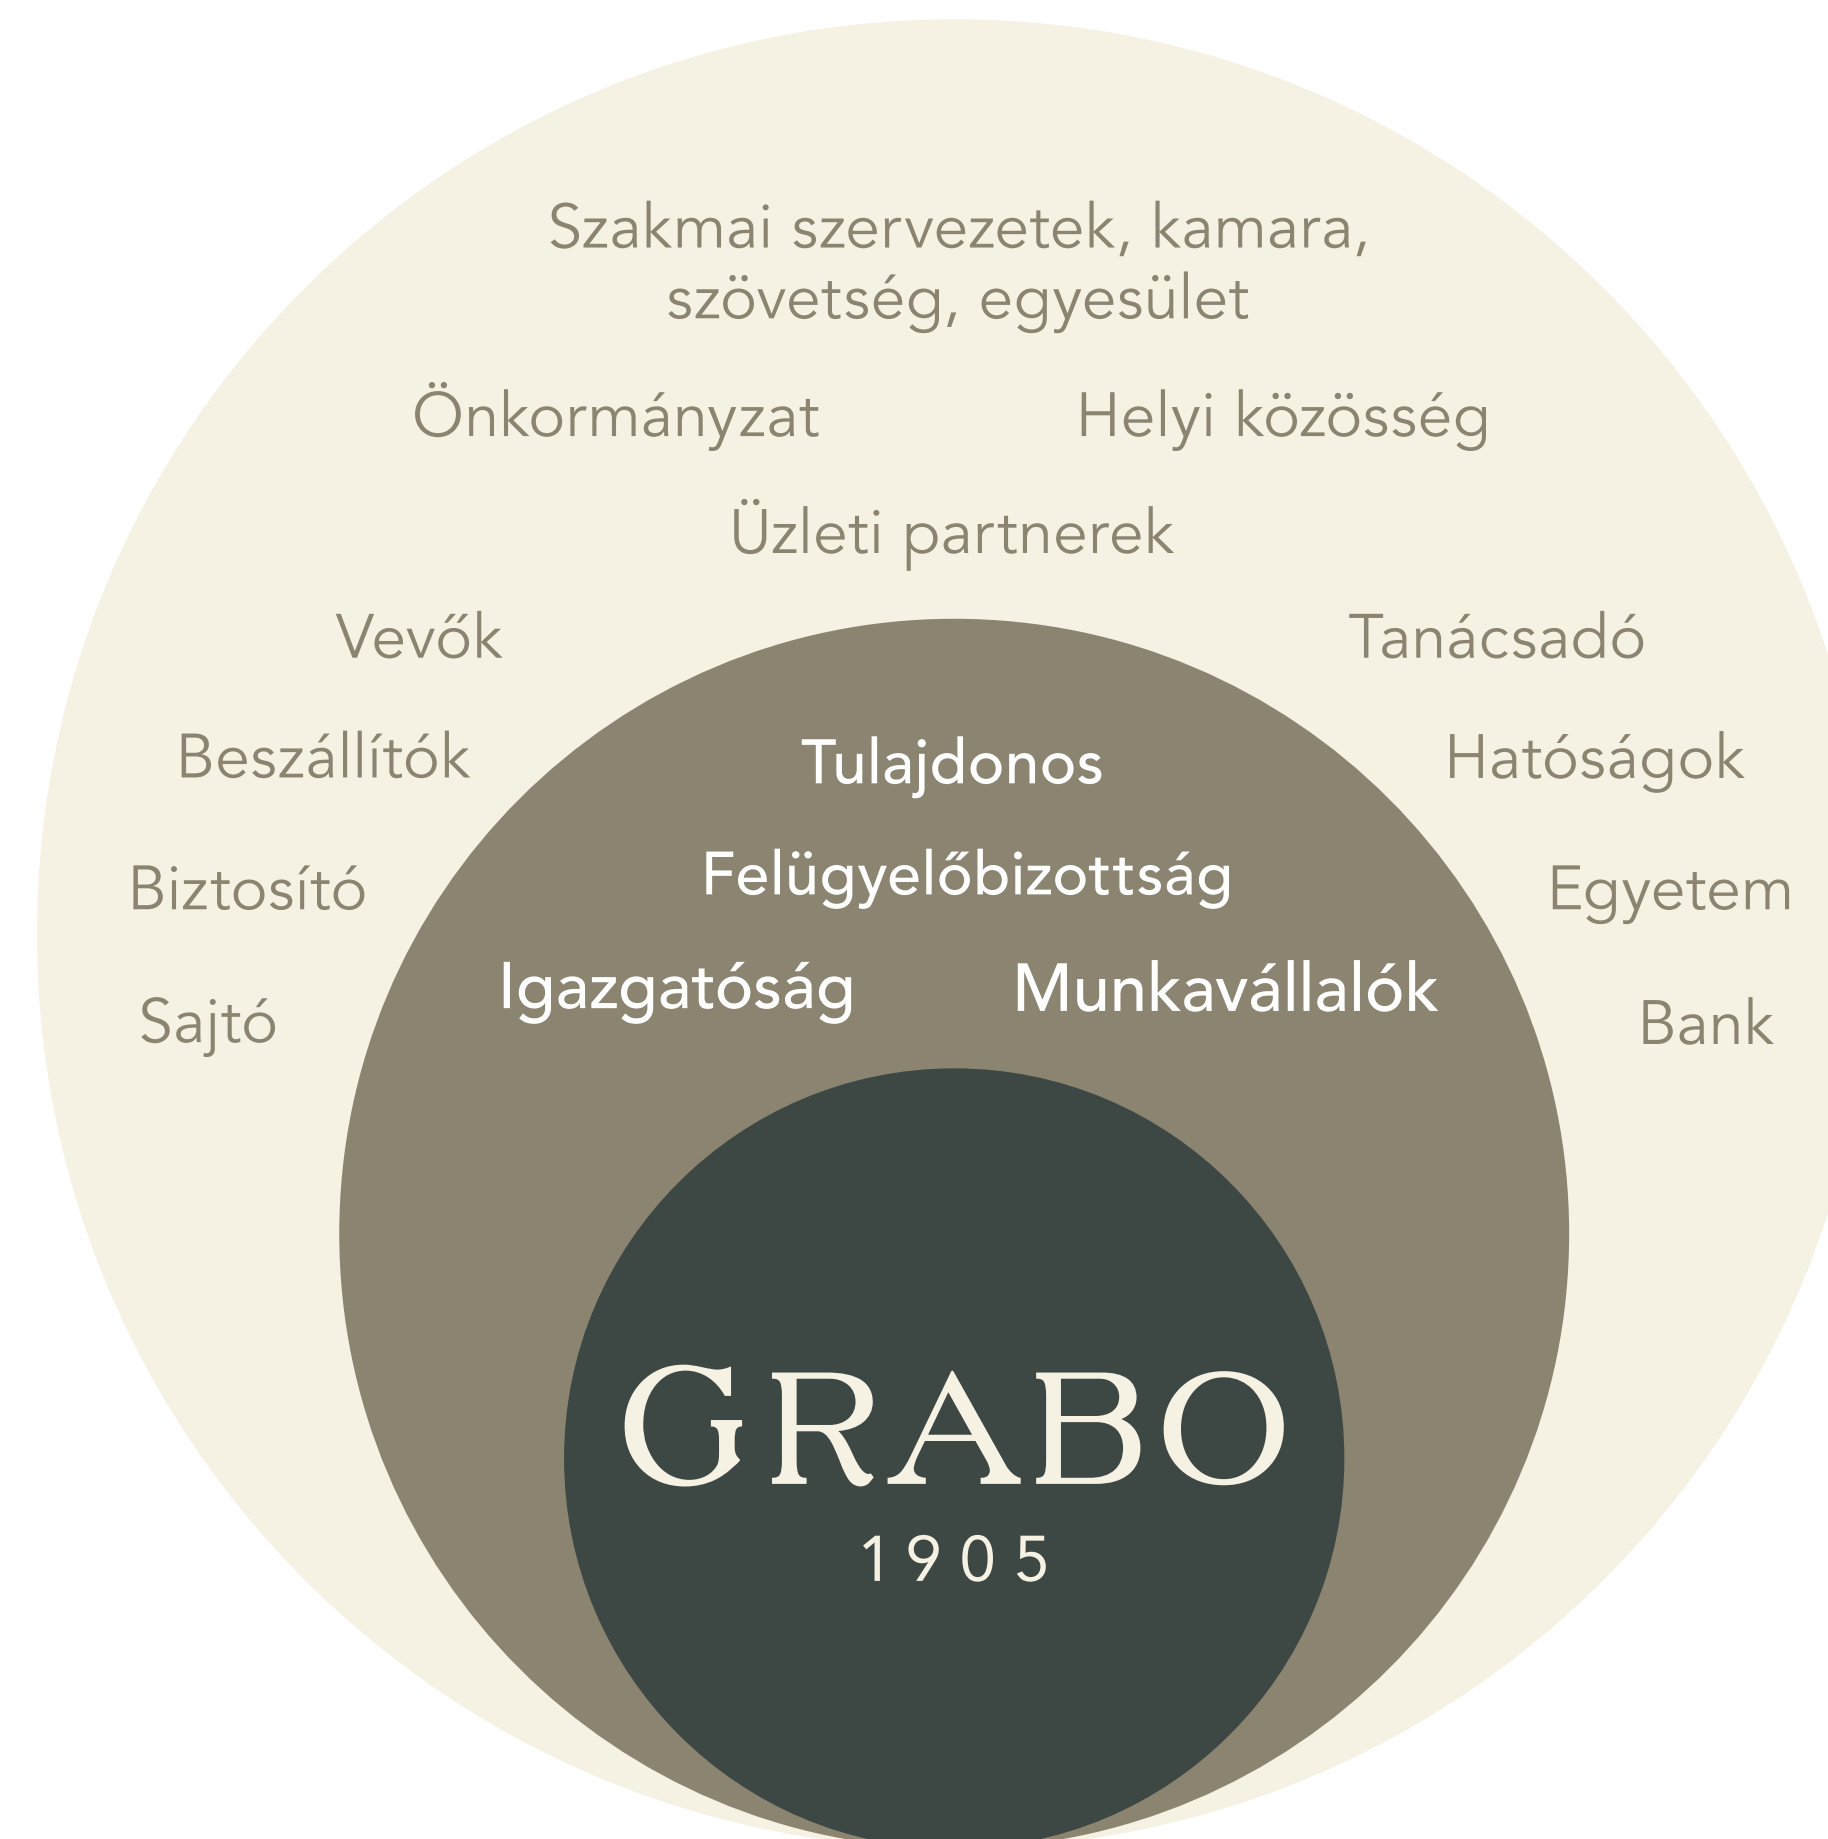 Szakmai szervezetek, kamara,
szövetség, egyesület
Önkormányzat
Helyi közösség
Üzleti partnerek
Vevők
Tanácsadó
Beszállítók
Tulajdonos
Hatóságok
Felügyelőbizottság
Biztosító
Egyetem
Igazgatóság
Munkavállalók
Sajtó
Bank
GRABO
1905